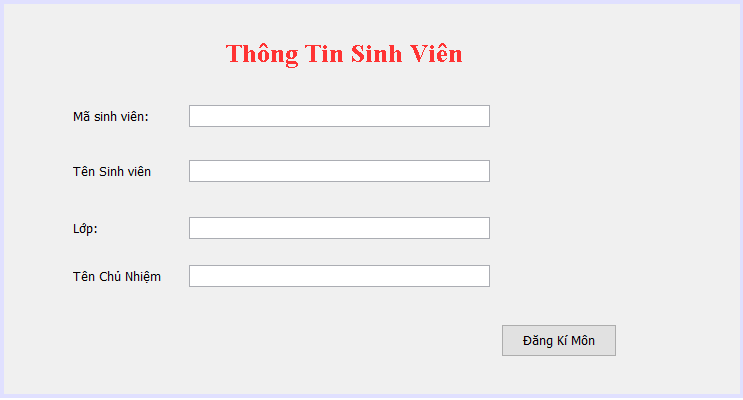 Thông Tin Sinh Viên
Mã sinh viên:
Tên Sinh viên
Lớp:
Tên Chủ Nhiệm
Đăng Kí Môn